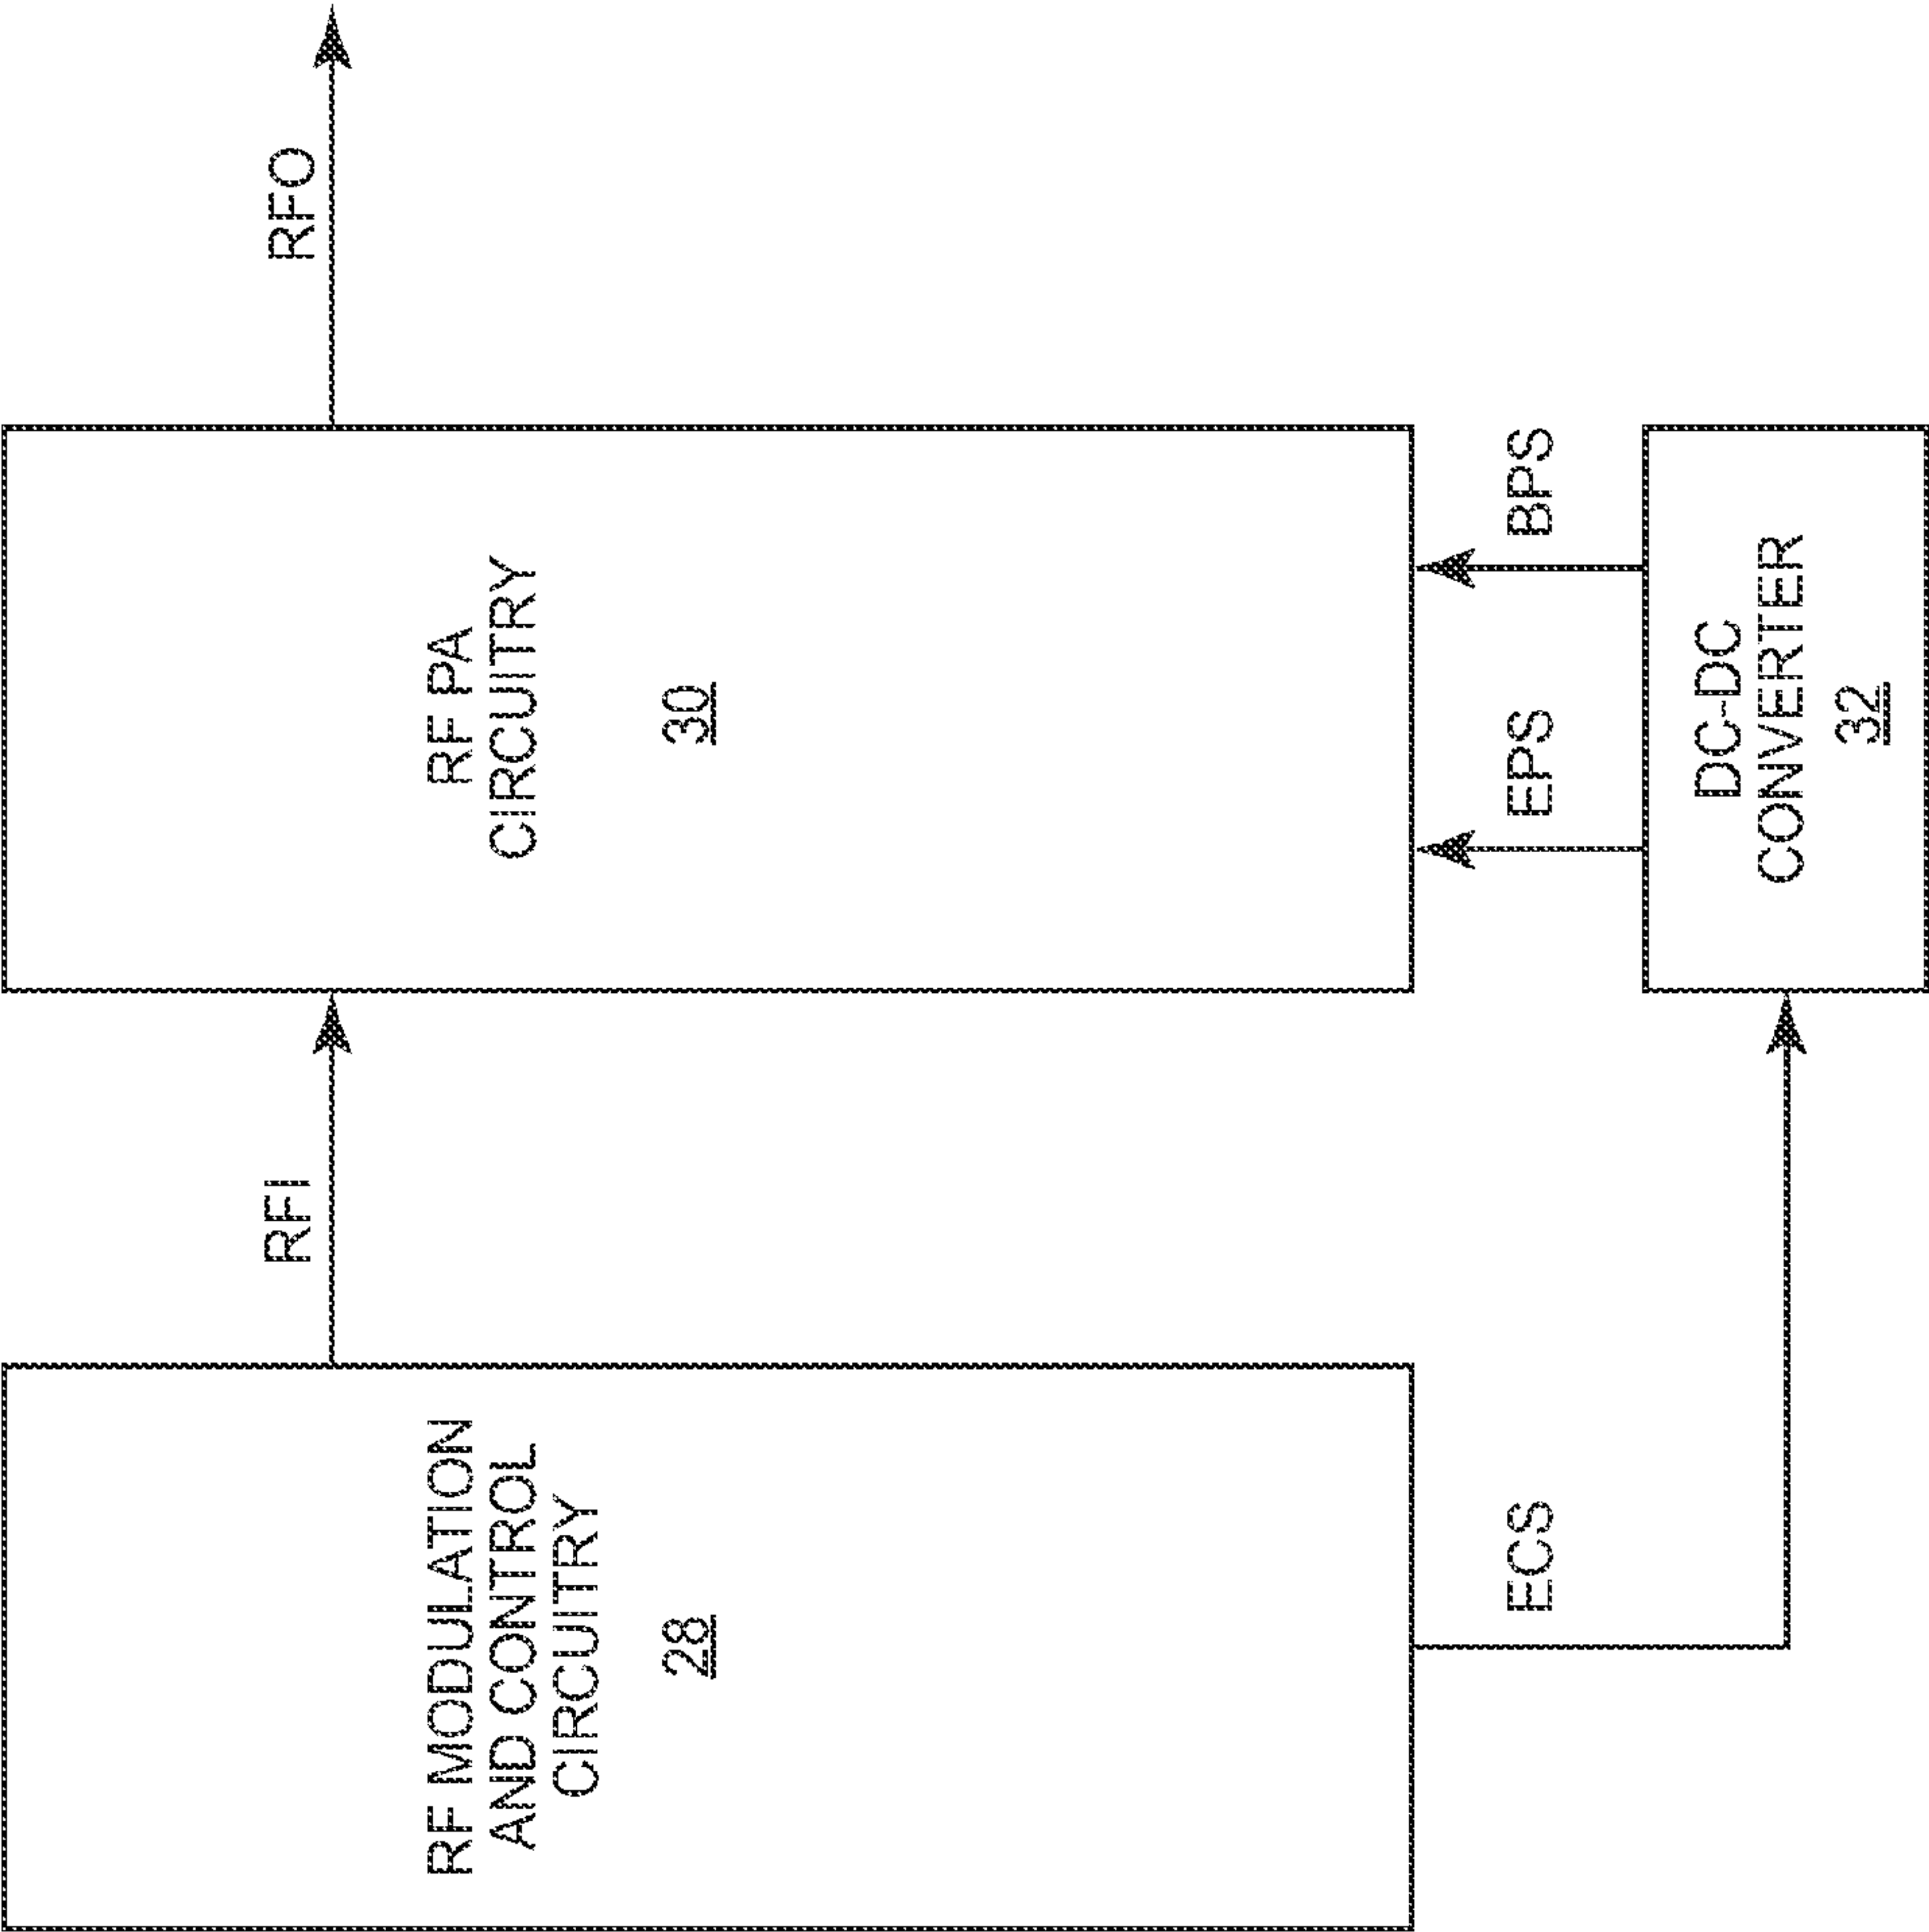 RF MODULATION
AND CONTROL
CIRCUITRY
28
RFI
ECS
RF PA
CIRCUITRY
30
EPS
BPS
DC-DC
CONVERTER
32
RFO